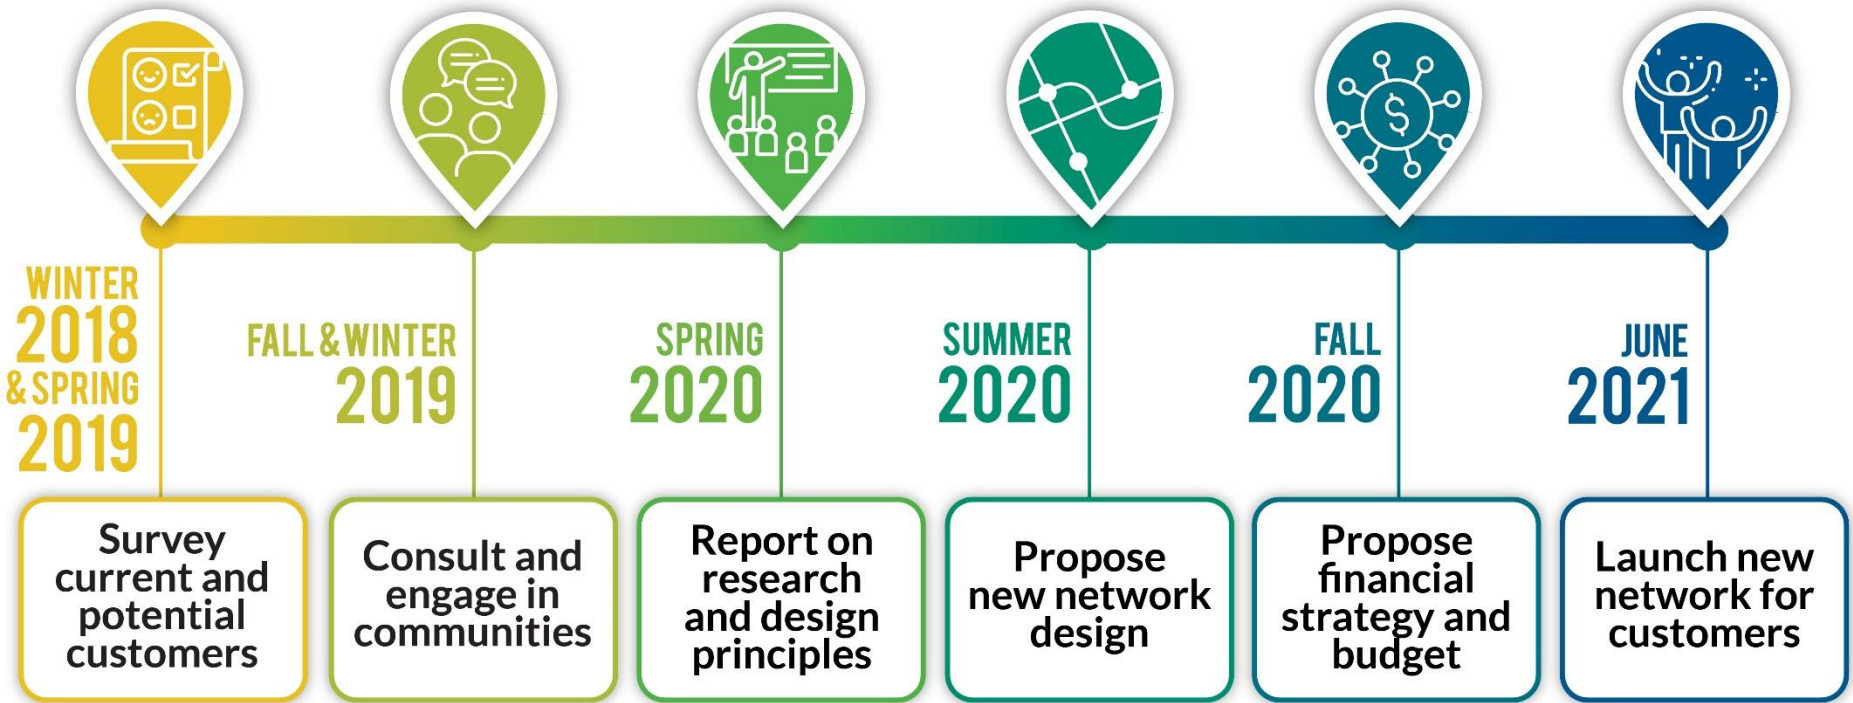 WINTER
2018
& SPRING
2019
Survey
current and
potential
customers
FALL & WINTER
2019
Consult and
engage in
communities
SPRING
2020
Report on
research
and design
principles
SUMMER
2020
Propose
new network
design
$
FALL
2020
Propose
financial
strategy and
budget
JUNE
2021
Launch new
network for
customers